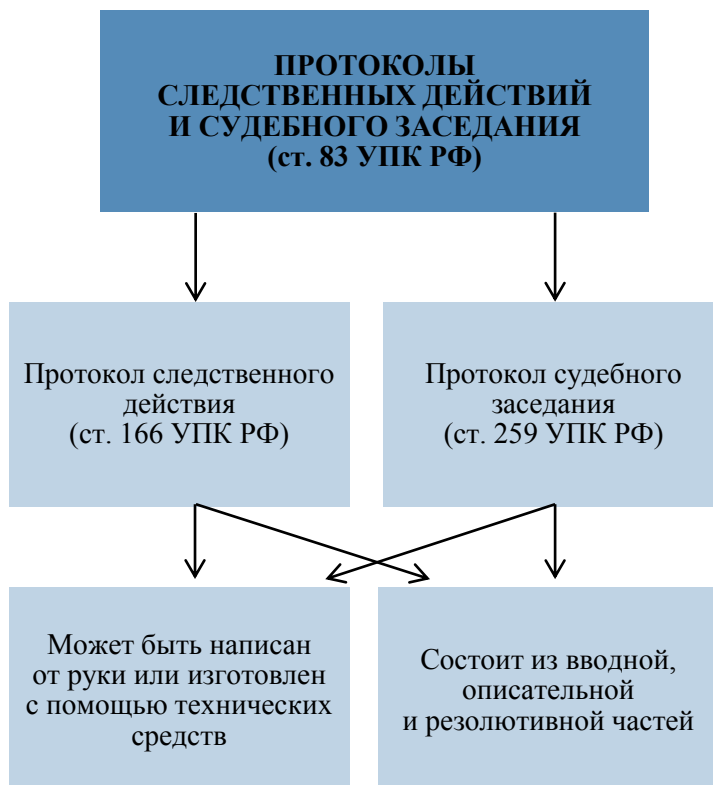 ПРОТОКОЛЫ
СЛЕДСТВЕННЫХ ДЕЙСТВИЙ
И СУДЕБНОГО ЗАСЕДАНИЯ
(ст. 83 УПК РФ)
Протокол следственного
действия
(ст. 166 УПК РФ)
Протокол судебного
заседания
(ст. 259 УПК РФ)
Может быть написан
от руки или изготовлен
с помощью технических
средств
Состоит из вводной,
описательной
и резолютивной частей